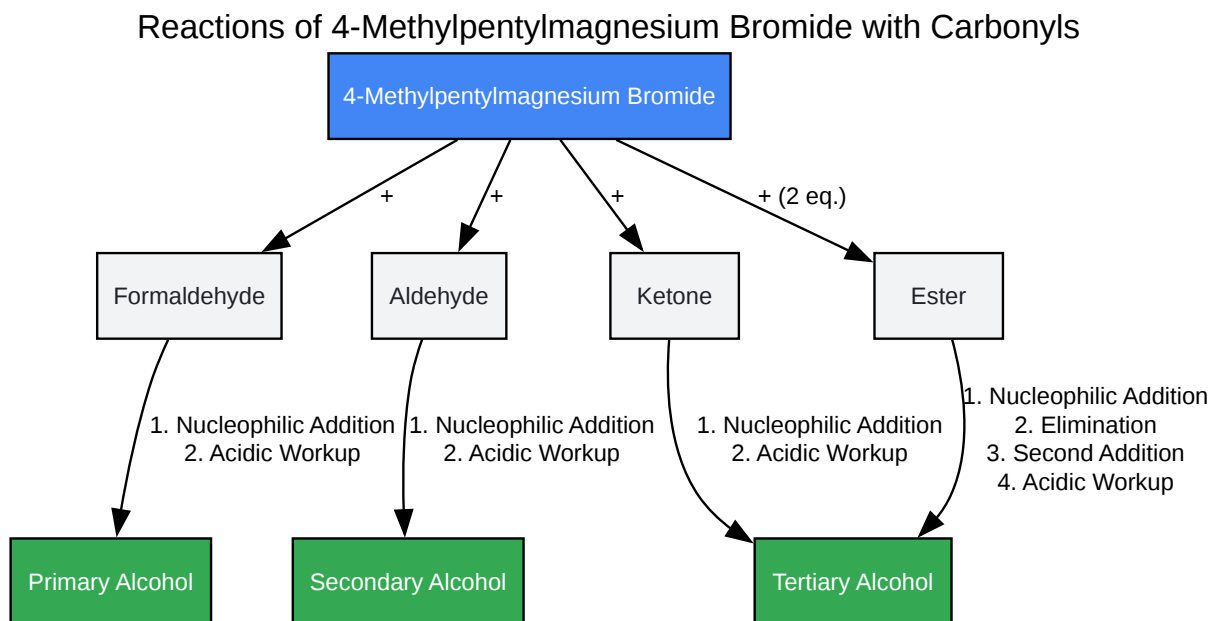 Reactions of 4-Methylpentylmagnesium Bromide with Carbonyls
4-Methylpentylmagnesium Bromide
+
+
+
+ (2 eq.)
Formaldehyde
Aldehyde
Ketone
Ester
1. Nucleophilic Addition
2. Acidic Workup
1. Nucleophilic Addition
2. Acidic Workup
1. Nucleophilic Addition
2. Acidic Workup
1. Nucleophilic Addition
2. Elimination
3. Second Addition
4. Acidic Workup
Primary Alcohol
Secondary Alcohol
Tertiary Alcohol